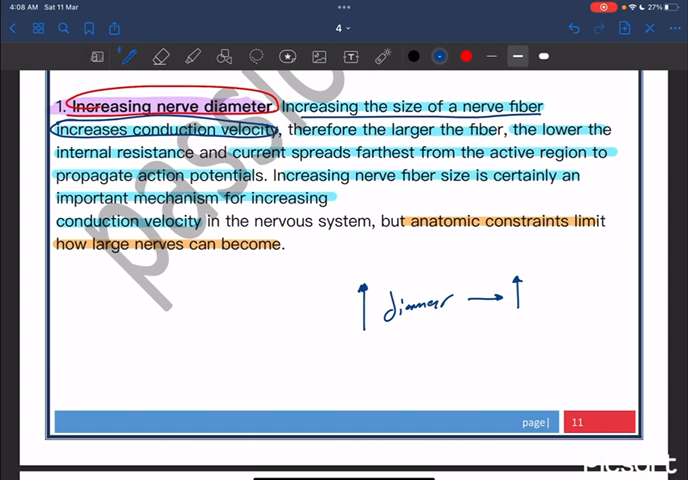 4:08 AM Sat 11 Mar
27%
4
1. Increasing nerve diameter Increasing the size of a nerve fiber
increases conduction velocity, therefore the larger the fiber, the lower the
internal resistance and current spreads farthest from the active region to
propagate action potentials. Increasing nerve fiber size is certainly an
important mechanism for increasing
conduction velocity in the nervous system, but anatomic constraints limit
how large nerves can become.
page| 11
Picsart